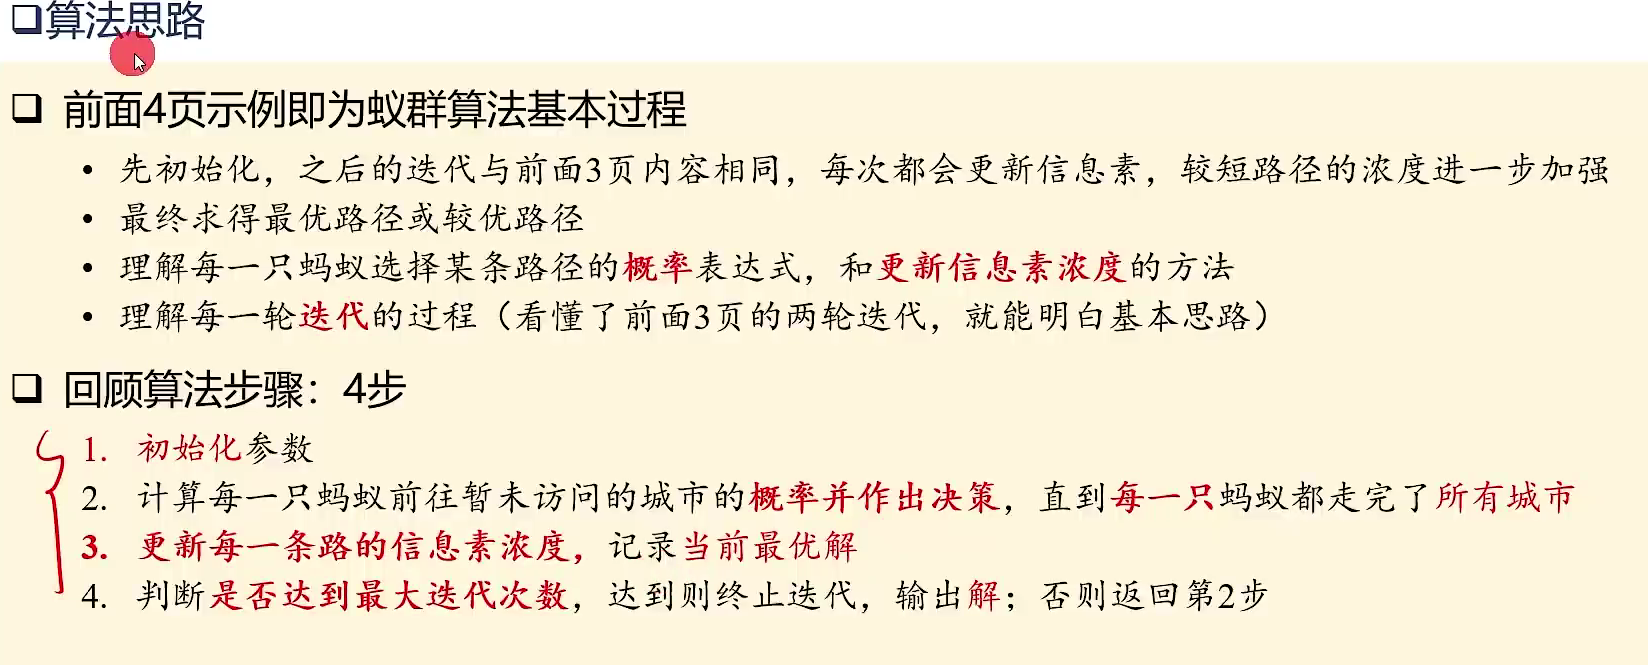 算法思路
前面4页示例即为蚁群算法基本过程
• 先初始化，之后的迭代与前面3页内容相同，每次都会更新信息素，较短路径的浓度进一步加强
• 最终求得最优路径或较优路径
• 理解每一只蚂蚁选择某条路径的概率表达式，和更新信息素浓度的方法
• 理解每一轮迭代的过程（看懂了前面3页的两轮迭代，就能明白基本思路）
回顾算法步骤：4步
1. 初始化参数
2. 计算每一只蚂蚁前往暂未访问的城市的概率并作出决策，直到每一只蚂蚁都走完了所有城市
3. 更新每一条路的信息素浓度，记录当前最优解
4. 判断是否达到最大迭代次数，达到则终止迭代，输出解；否则返回第2步